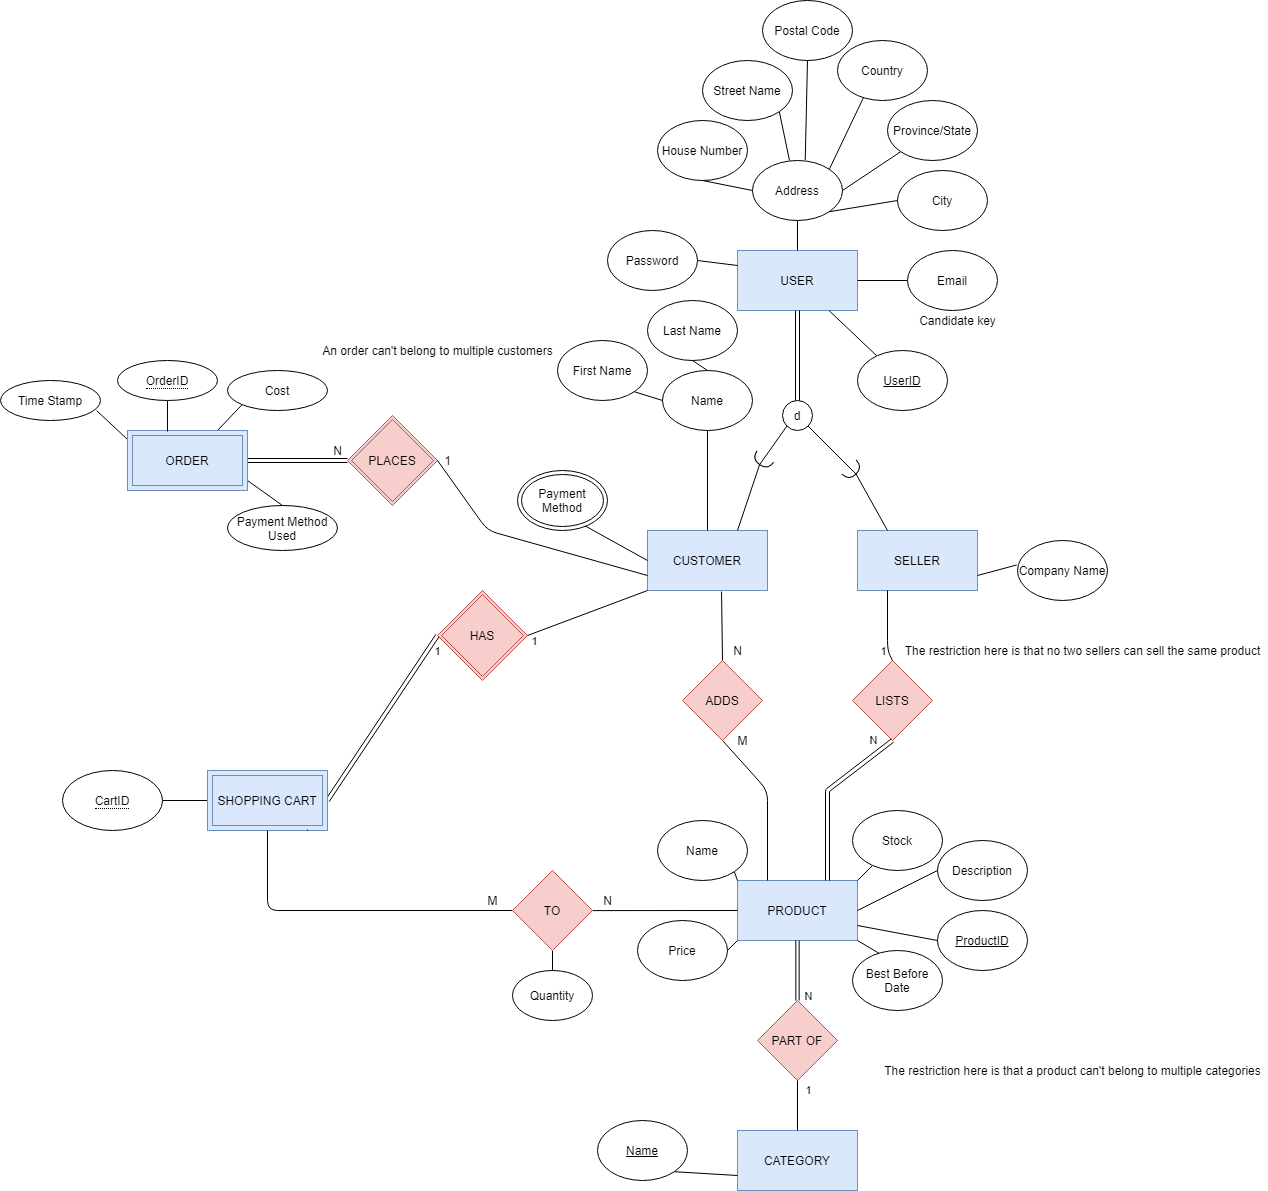 Postal Code
Country
Street Name
Province/State
House Number
Address
City
Password
USER
Email
Candidate key
Last Name
An order can't belong to multiple customers
First Name
UserID
OrderID
Cost
Time Stamp
Name
d
N
ORDER
PLACES
1
Payment
Method
Payment Method
Used
CUSTOMER
SELLER
Company Name
HAS
1
1
N
1
The restriction here is that no two sellers can sell the same product
ADDS
LISTS
M
N
CartID
SHOPPING CART
Name
Stock
Description
M
TO
N
PRODUCT
Price
ProductID
Best Before
Date
Quantity
N
PART OF
The restriction here is that a product can't belong to multiple categories
1
Name
CATEGORY